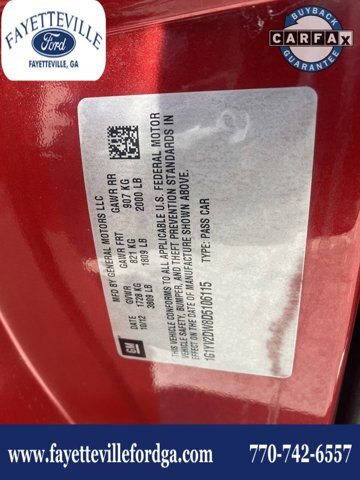 FAYETTEVILLE
Ford
FAYETTEVILLE, GA
BUYBACK
CARFAX
GUARANTEE
GM
MFD BY GENERAL MOTORS LLC
DATE GVWR GAWR FRT GAWR RR
10/12 1728 KG 821 KG 907 KG
3809 LB 1809 LB 2000 LB
THIS VEHICLE CONFORMS TO ALL APPLICABLE U.S. FEDERAL MOTOR
VEHICLE SAFETY, BUMPER, AND THEFT PREVENTION STANDARDS IN
EFFECT ON THE DATE OF MANUFACTURE SHOWN ABOVE.
1G1YV2DW8D5106115 TYPE: PASS CAR
www.fayettevillefordga.com
770-742-6557